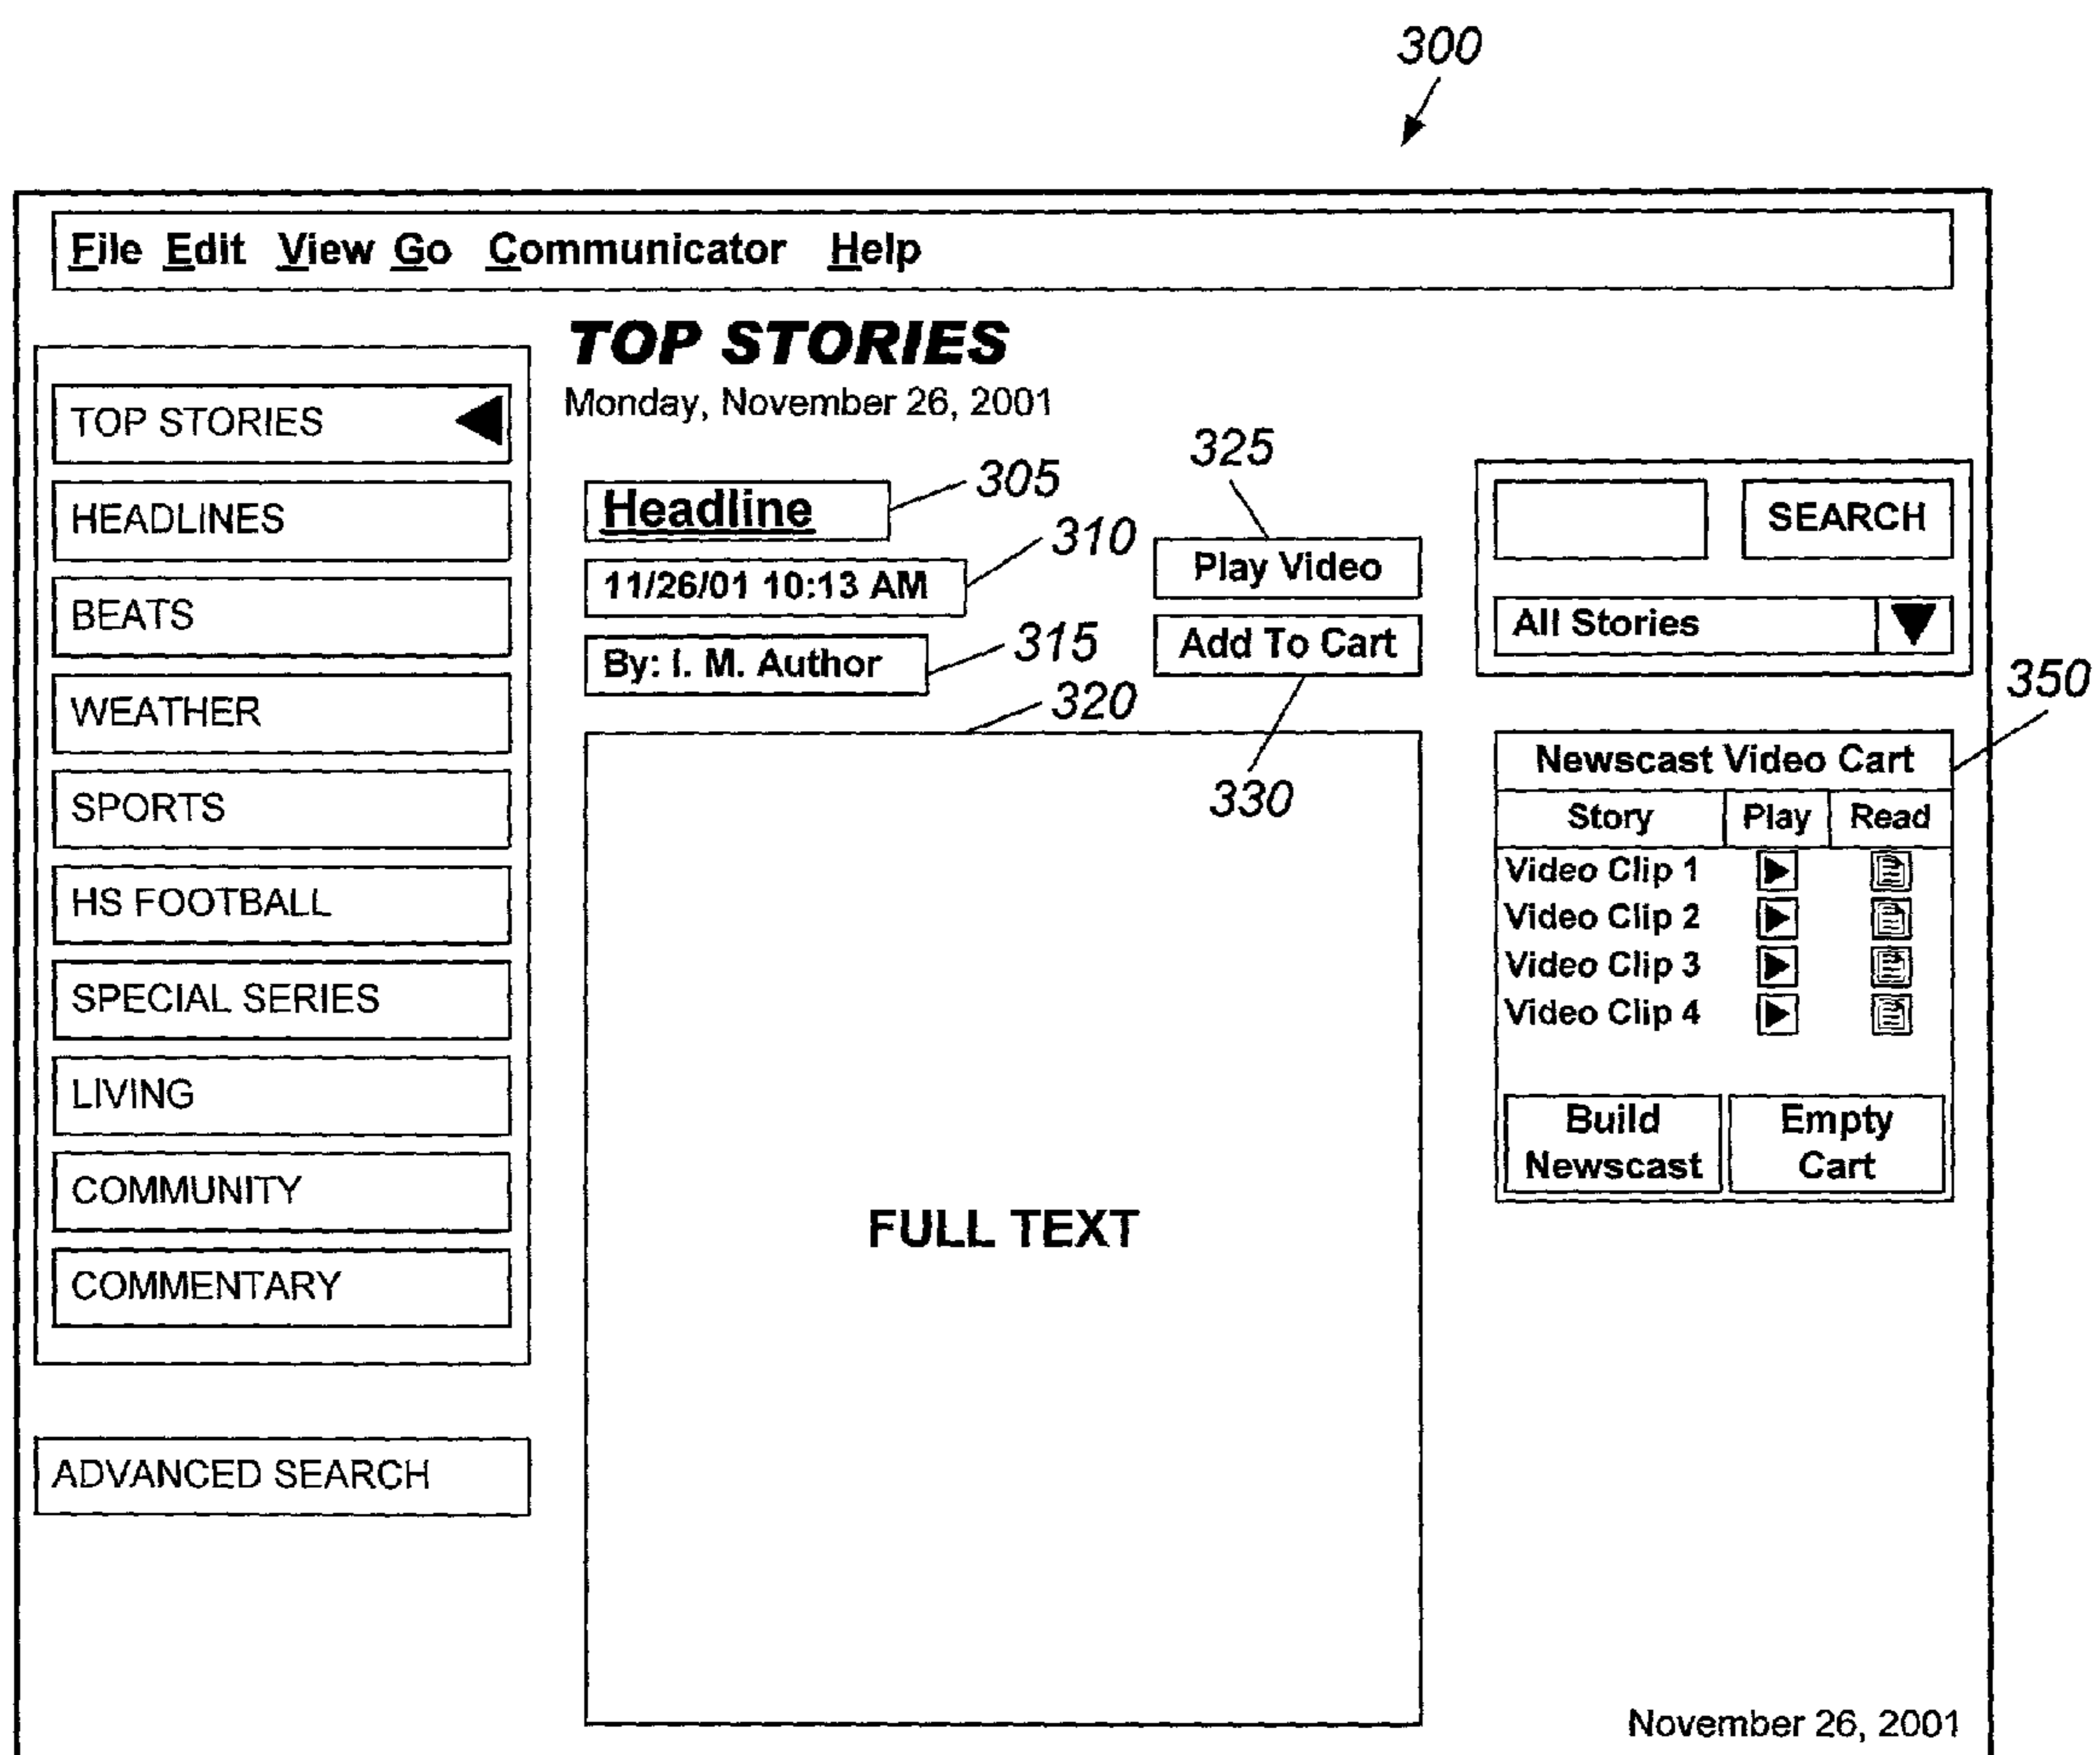 300
File Edit View Go Communicator Help
TOP STORIES
Monday, November 26, 2001
TOP STORIES
HEADLINES
BEATS
WEATHER
SPORTS
HS FOOTBALL
SPECIAL SERIES
LIVING
COMMUNITY
COMMENTARY
ADVANCED SEARCH
Headline
305
11/26/01 10:13 AM
310
By: I. M. Author
315
320
325
Play Video
Add To Cart
330
FULL TEXT
SEARCH
All Stories
350
Newscast Video Cart
Story Play Read
Video Clip 1
Video Clip 2
Video Clip 3
Video Clip 4
Build
Newscast
Empty
Cart
November 26, 2001